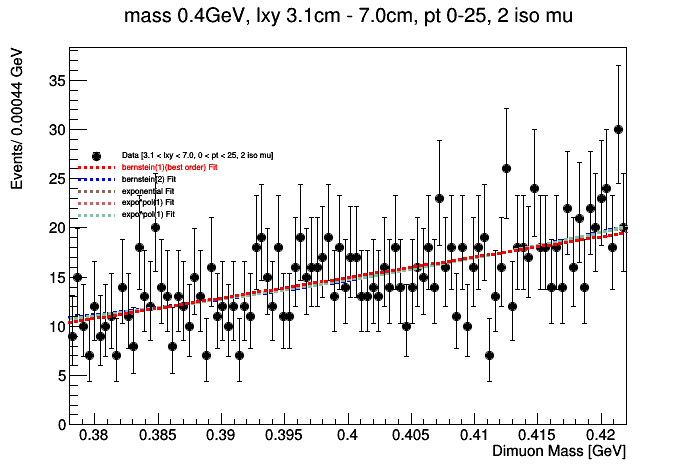 mass 0.4GeV, lxy 3.1cm - 7.0cm, pt 0-25, 2 iso mu
Events/ 0.00044 GeV
35
30
25
20
15
10
5
0
Data [3.1 < lxy < 7.0, 0 < pt < 25, 2 iso mu]
bernstein(1)(best order) Fit
bernstein(2) Fit
exponential Fit
expo*pol(1) Fit
expo*pol(1) Fit
0.38 0.385 0.39 0.395 0.4 0.405 0.41 0.415 0.42
Dimuon Mass [GeV]